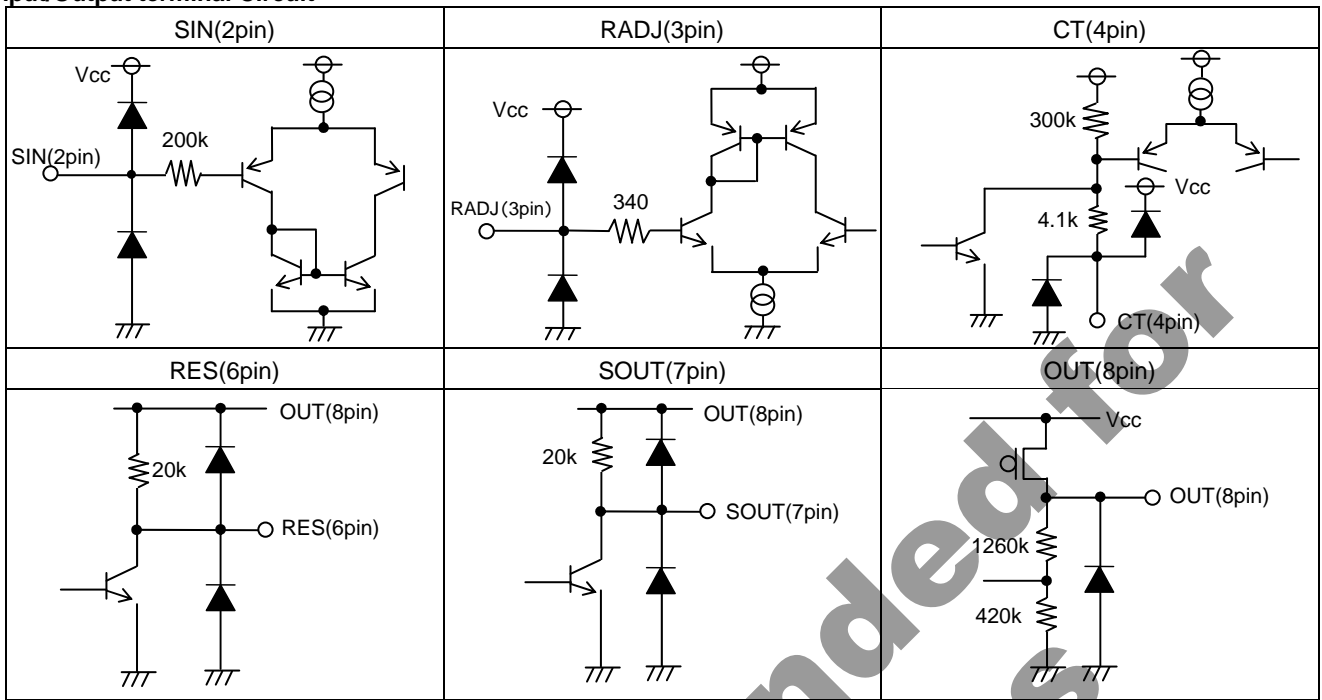 Input/Output terminal Circuit
SIN(2pin)
RADJ(3pin)
CT(4pin)
Vcc
SIN(2pin)
200k
Vcc
RADJ(3pin)
340
300k
Vcc
4.1k
CT(4pin)
RES(6pin)
SOUT(7pin)
OUT(8pin)
OUT(8pin)
20k
RES(6pin)
OUT(8pin)
20k
SOUT(7pin)
Vcc
OUT(8pin)
1260k
420k
nded for
s